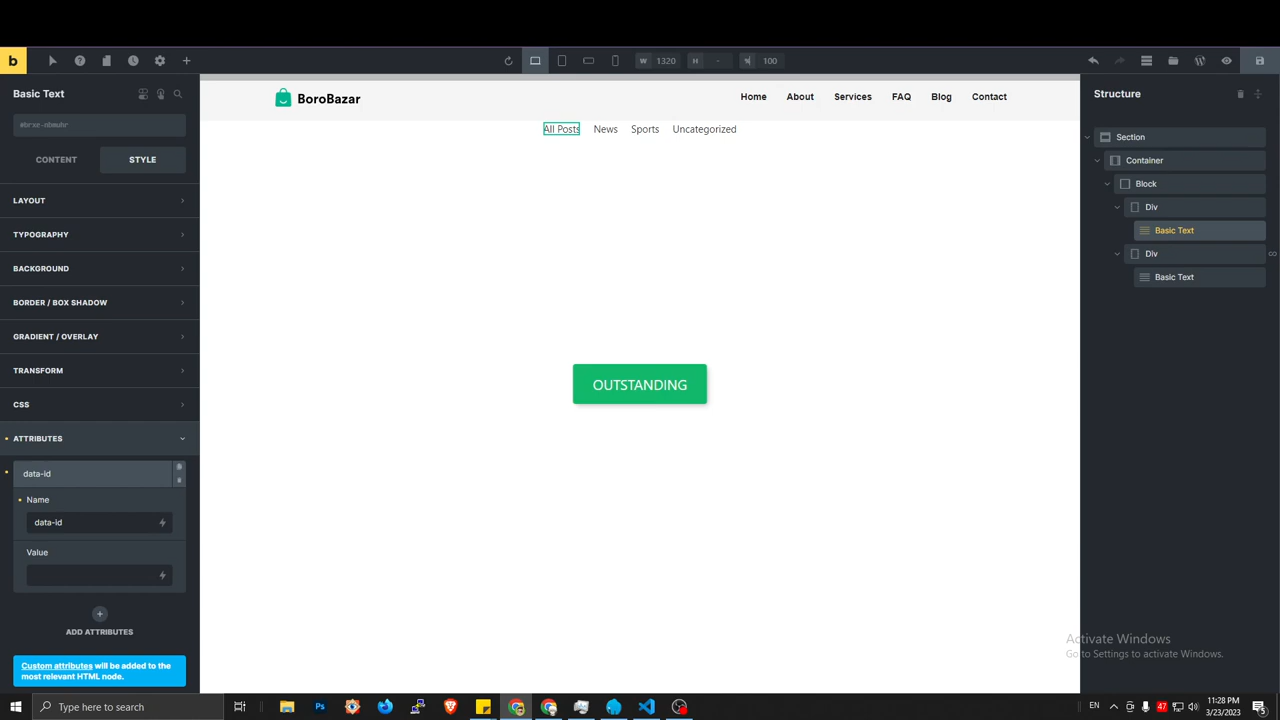 b
W 1320 H - % 100
Basic Text
#brxe-nbmuhr
CONTENT
STYLE
LAYOUT
TYPOGRAPHY
BACKGROUND
BORDER / BOX SHADOW
GRADIENT / OVERLAY
TRANSFORM
CSS
ATTRIBUTES
data-id
Name
data-id
Value
ADD ATTRIBUTES
Custom attributes will be added to the
most relevant HTML node.
BoroBazar
Home About Services FAQ Blog Contact
All Posts News Sports Uncategorized
OUTSTANDING
Structure
Section
Container
Block
Div
Basic Text
Div
Basic Text
Activate Windows
Go to Settings to activate Windows.
Type here to search
EN
47
11:28 PM
3/23/2023